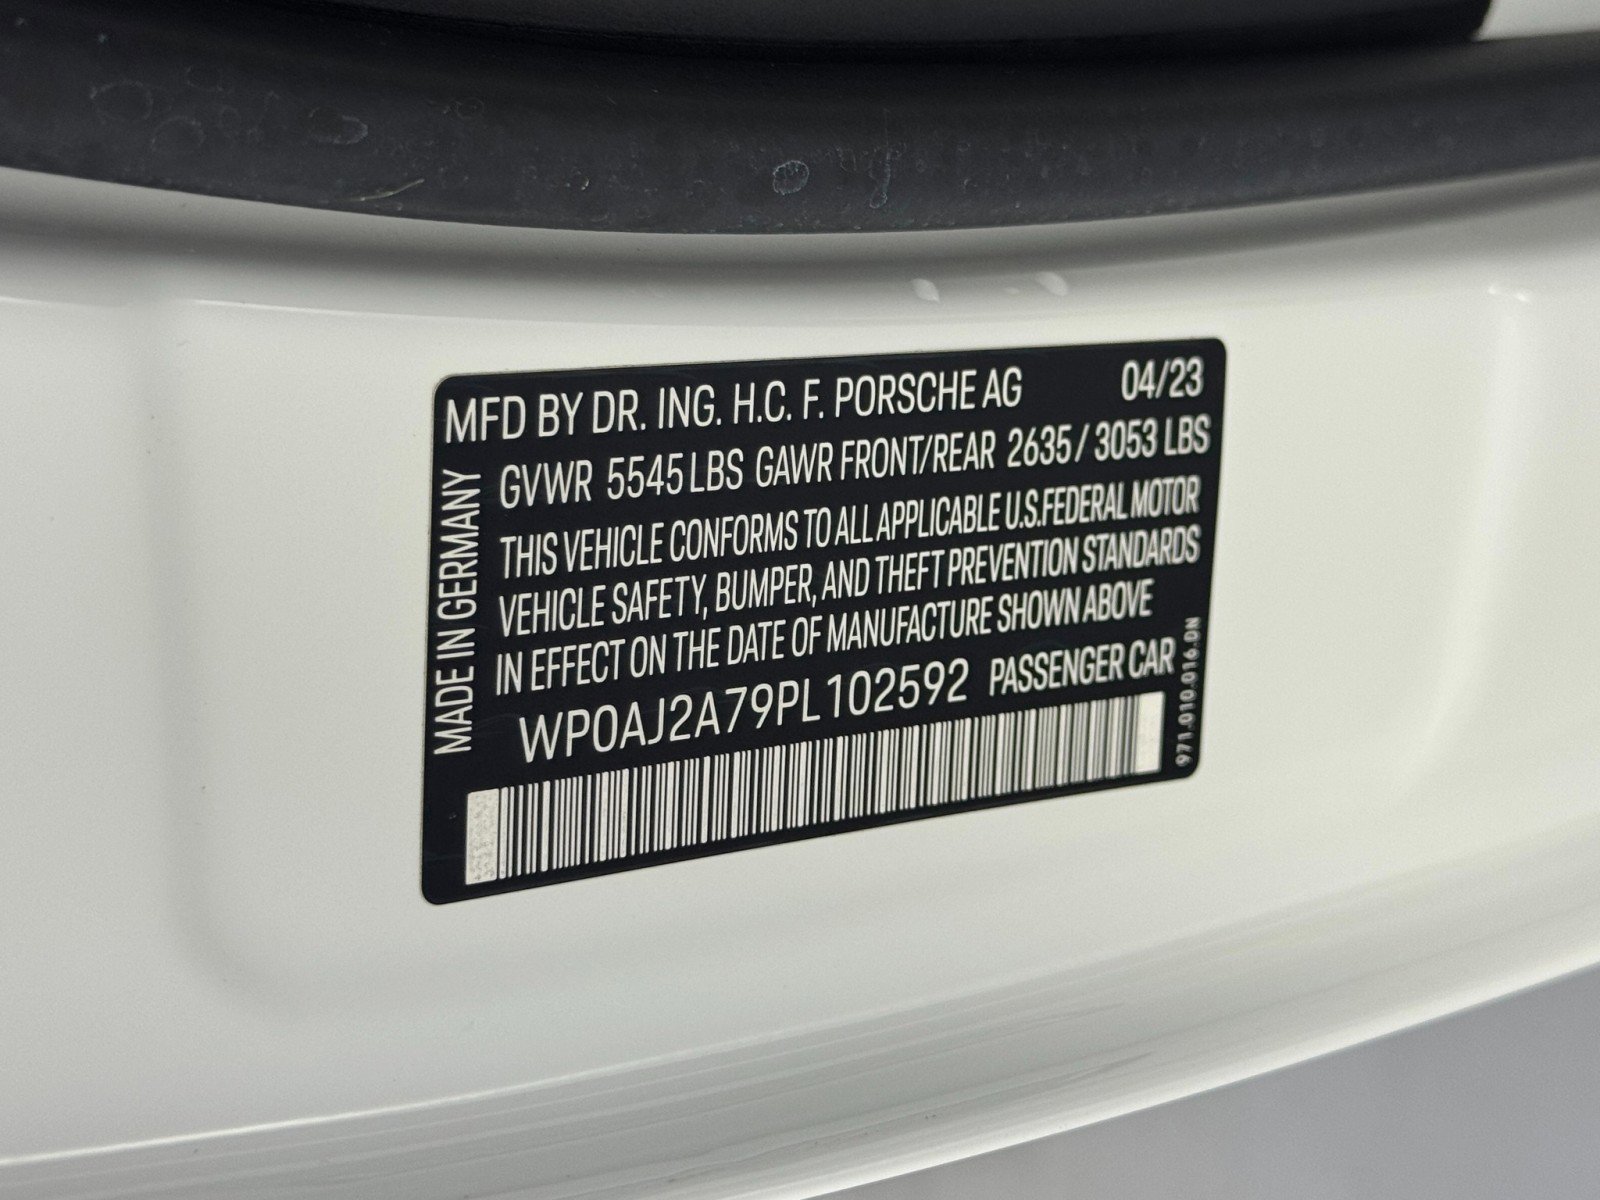 MFD BY DR. ING. H.C. F. PORSCHE AG 04/23
GVWR 5545 LBS GAWR FRONT/REAR 2635 / 3053 LBS
THIS VEHICLE CONFORMS TO ALL APPLICABLE U.S.FEDERAL MOTOR
VEHICLE SAFETY, BUMPER, AND THEFT PREVENTION STANDARDS
IN EFFECT ON THE DATE OF MANUFACTURE SHOWN ABOVE
WP0AJ2A79PL102592 PASSENGER CAR
MADE IN GERMANY
971.010.016.DN